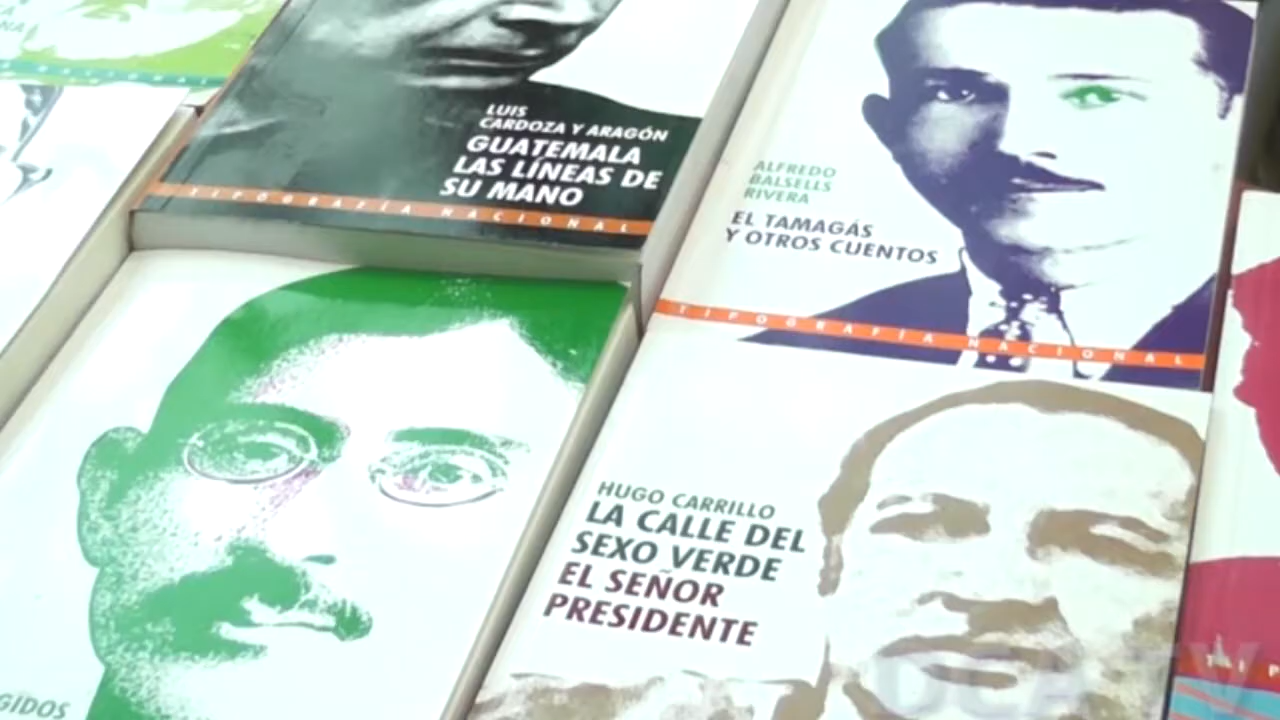 LUIS
CARDOZA Y ARAGÓN
GUATEMALA
LAS LÍNEAS DE
SU MANO
TIPOGRAFÍA NACIONAL
ALFREDO
BALSELLS
RIVERA
EL TAMAGÁS
Y OTROS CUENTOS
TIPOGRAFÍA NACIONAL
HUGO CARRILLO
LA CALLE DEL
SEXO VERDE
EL SEÑOR
PRESIDENTE